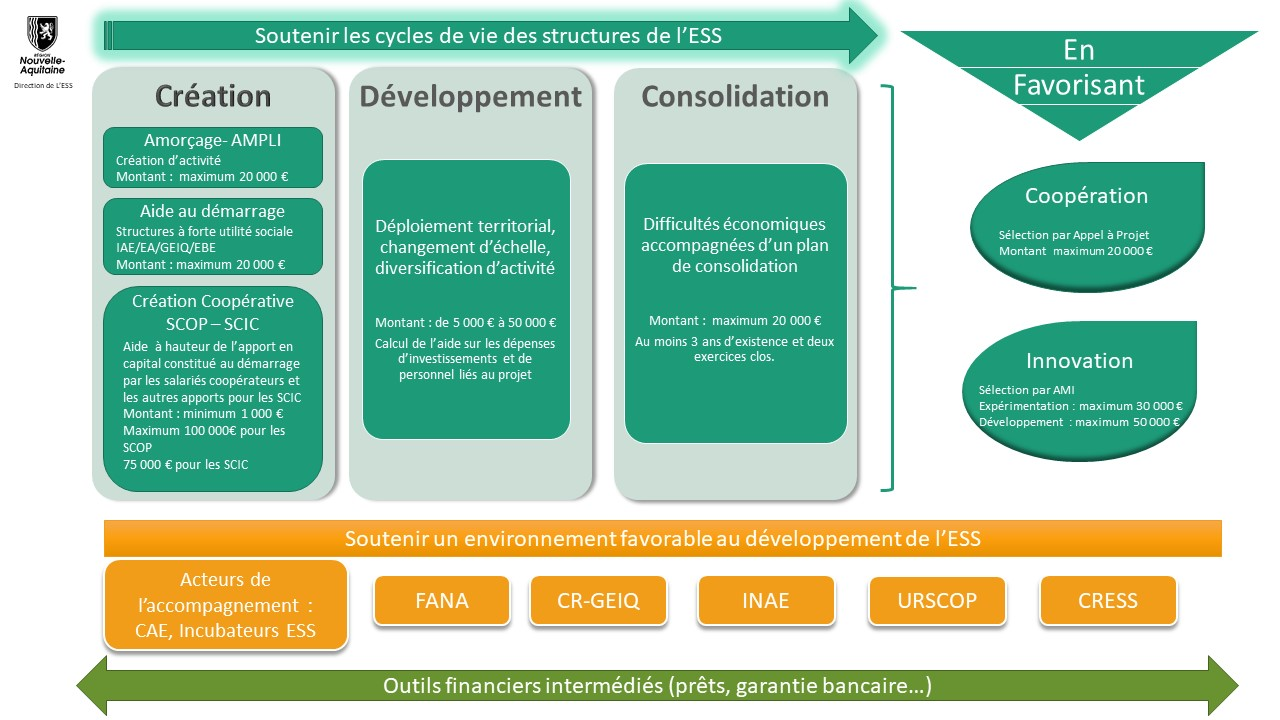 RÉGION
Nouvelle-
Aquitaine
Direction de L'ESS
Soutenir les cycles de vie des structures de l'ESS
Création
Amorçage- AMPLI
Création d'activité
Montant : maximum 20 000 €
Aide au démarrage
Structures à forte utilité sociale
IAE/EA/GEIQ/EBE
Montant : maximum 20 000 €
Création Coopérative
SCOP – SCIC
Aide à hauteur de l'apport en
capital constitué au démarrage
par les salariés coopérateurs et
les autres apports pour les SCIC
Montant : minimum 1 000 €
Maximum 100 000€ pour les
SCOP
75 000 € pour les SCIC
Développement
Déploiement territorial,
changement d'échelle,
diversification d'activité
Montant : de 5 000 € à 50 000 €
Calcul de l'aide sur les dépenses
d'investissements et de
personnel liés au projet
Consolidation
Difficultés économiques
accompagnées d'un plan
de consolidation
Montant : maximum 20 000 €
Au moins 3 ans d'existence et deux
exercices clos.
En
Favorisant
Coopération
Sélection par Appel à Projet
Montant maximum 20 000 €
Innovation
Sélection par AMI
Expérimentation : maximum 30 000 €
Développement : maximum 50 000 €
Soutenir un environnement favorable au développement de l'ESS
Acteurs de
l'accompagnement :
CAE, Incubateurs ESS
FANA
CR-GEIQ
INAE
URSCOP
CRESS
Outils financiers intermédiés (prêts, garantie bancaire…)